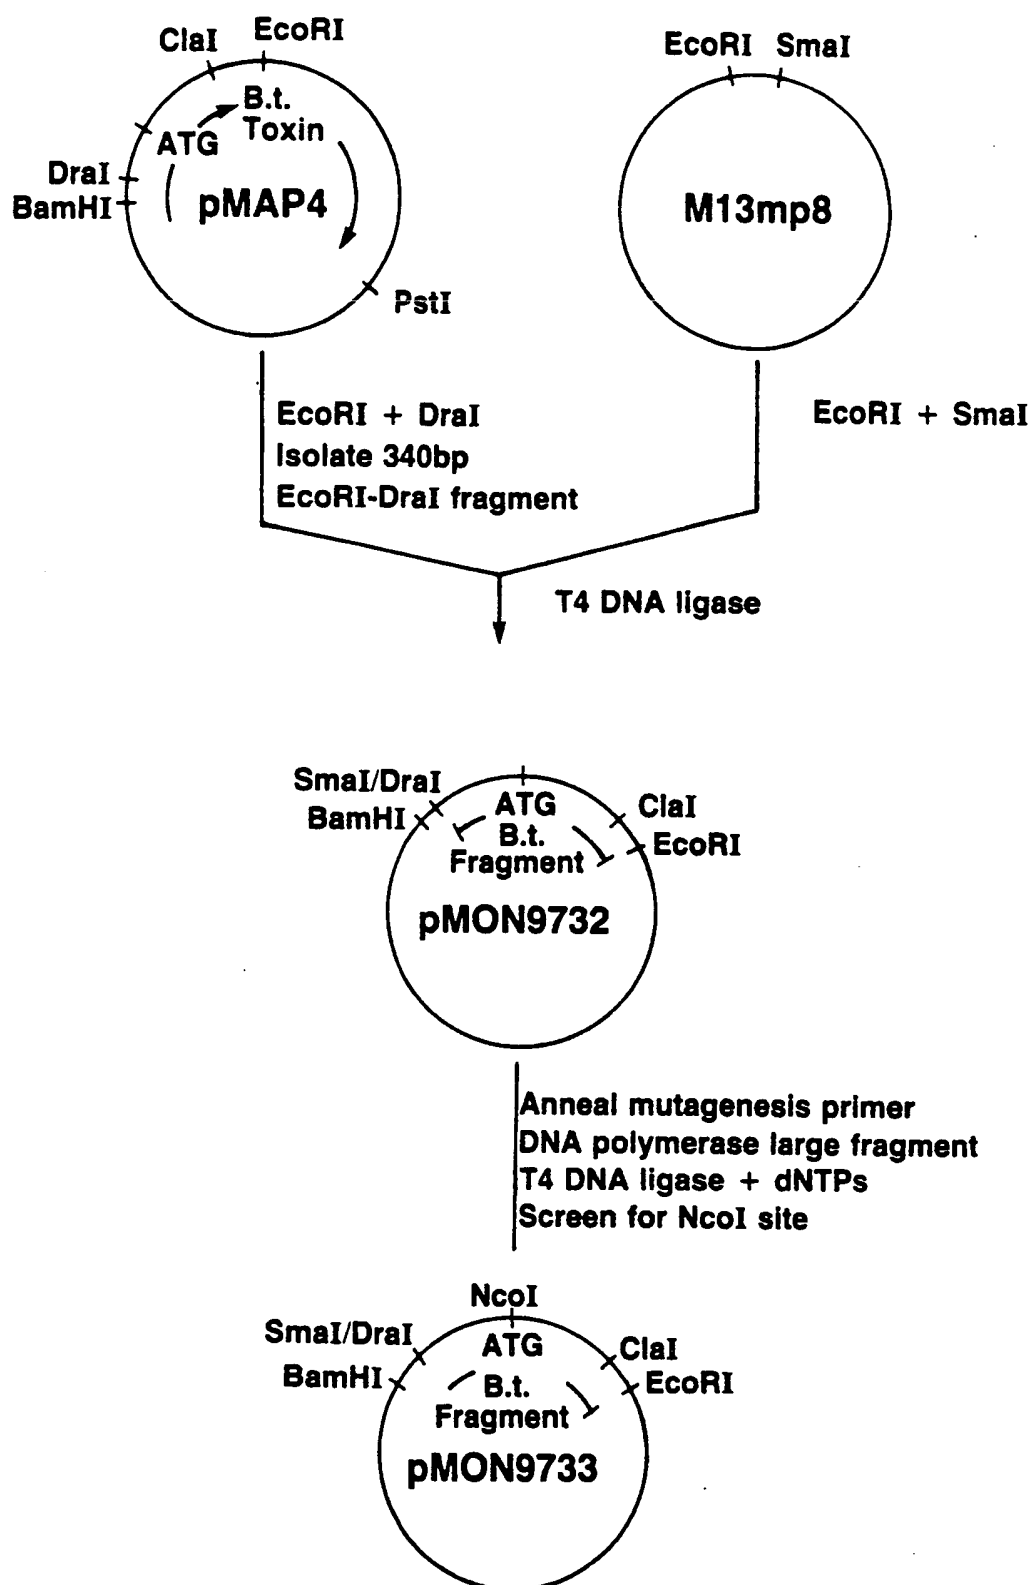 ClaI
EcoRI
B.t.
Toxin
ATG
DraI
BamHI
pMAP4
PstI
EcoRI
SmaI
M13mp8
EcoRI + DraI
Isolate 340bp
EcoRI-DraI fragment
EcoRI + SmaI
T4 DNA ligase
SmaI/DraI
BamHI
ATG
B.t.
Fragment
ClaI
EcoRI
pMON9732
Anneal mutagenesis primer
DNA polymerase large fragment
T4 DNA ligase + dNTPs
Screen for NcoI site
NcoI
SmaI/DraI
BamHI
ATG
B.t.
Fragment
ClaI
EcoRI
pMON9733